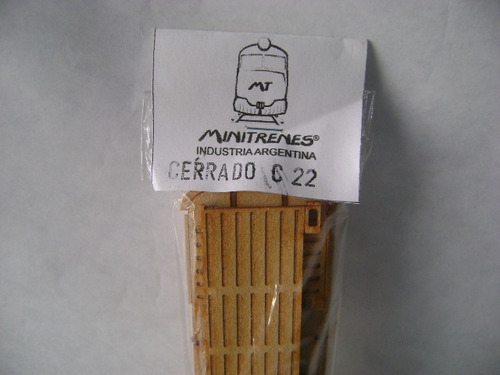 MT
MINITRENES®
INDUSTRIA ARGENTINA
CERRADO C 22